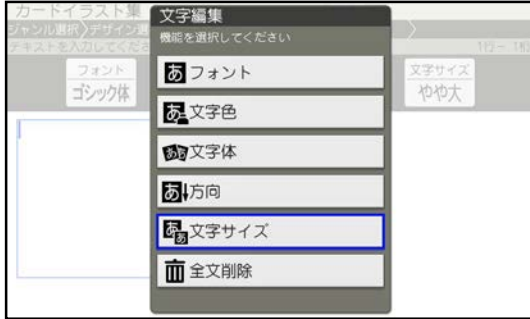 カードイラスト集
ジャンル選択〉デザイン選
テキストを入力してくださ
1行− 1桁
フォント
ゴシック体
文字サイズ
やや大
文字編集
機能を選択してください
フォント
文字色
文字体
方向
文字サイズ
全文削除